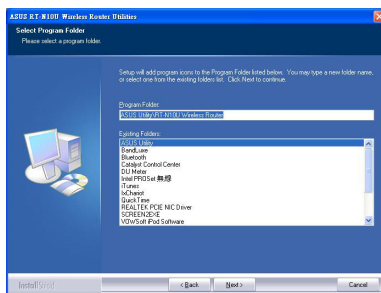 ASUS RT-N10U Wireless Router Utilities
Select Program Folder
Please select a program folder.
Setup will add program icons to the Program Folder listed below. You may type a new folder name, or select one from the existing folders list. Click Next to continue.
Program Folder:
ASUS Utility\RT-N10U Wireless Router
Existing Folders:
ASUS Utility
BandLuxe
Bluetooth
Catalyst Control Center
DU Meter
Intel PROSet 無線
iTunes
IxChariot
QuickTime
REALTEK PCIE NIC Driver
SCREEN2EXE
VOWSoft iPod Software
InstallShield
< Back
Next >
Cancel